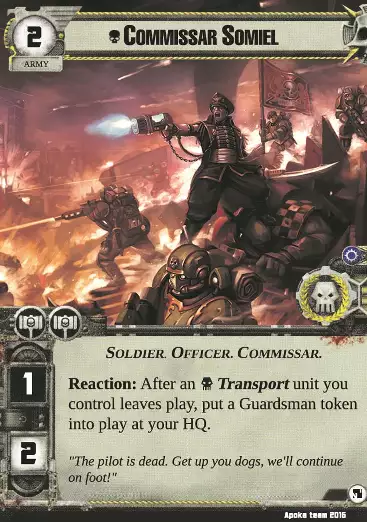 2
COMMISSAR SOMIEL
ARMY
SOLDIER. OFFICER. COMMISSAR.
1
Reaction: After an Transport unit you
control leaves play, put a Guardsman token
into play at your HQ.
2
"The pilot is dead. Get up you dogs, we'll continue
on foot!"
Apoka team 2016